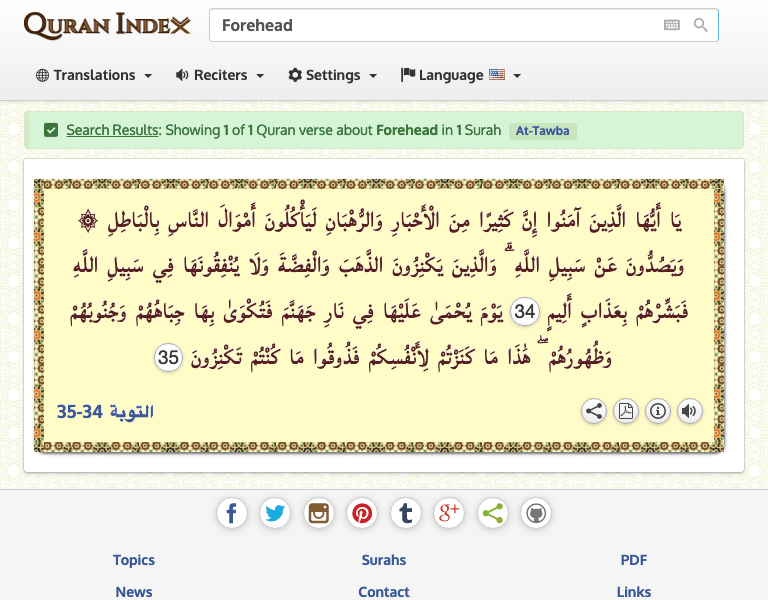 QURAN INDEX
Forehead
Translations Reciters Settings Language
Search Results: Showing 1 of 1 Quran verse about Forehead in 1 Surah At-Tawba
۞ يَا أَيُّهَا الَّذِينَ آمَنُوا إِنَّ كَثِيرًا مِنَ الْأَحْبَارِ وَالرُّهْبَانِ لَيَأْكُلُونَ أَمْوَالَ النَّاسِ بِالْبَاطِلِ
وَيَصُدُّونَ عَنْ سَبِيلِ اللَّهِ ۗ وَالَّذِينَ يَكْنِزُونَ الذَّهَبَ وَالْفِضَّةَ وَلَا يُنْفِقُونَهَا فِي سَبِيلِ اللَّهِ
فَبَشِّرْهُمْ بِعَذَابٍ أَلِيمٍ 34 يَوْمَ يُحْمَىٰ عَلَيْهَا فِي نَارِ جَهَنَّمَ فَتُكْوَىٰ بِهَا جِبَاهُهُمْ وَجُنُوبُهُمْ
وَظُهُورُهُمْ ۖ هَٰذَا مَا كَنَزْتُمْ لِأَنْفُسِكُمْ فَذُوقُوا مَا كُنْتُمْ تَكْنِزُونَ 35
التوبة 34-35
Topics Surahs PDF
News Contact Links